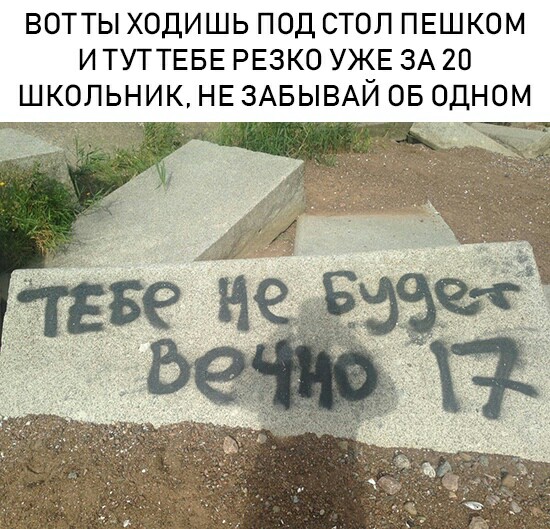 ВОТ ТЫ ХОДИШЬ ПОД СТОЛ ПЕШКОМ
И ТУТ ТЕБЕ РЕЗКО УЖЕ ЗА 20
ШКОЛЬНИК, НЕ ЗАБЫВАЙ ОБ ОДНОМ
ТЕБе Не Будет
Вечно 17